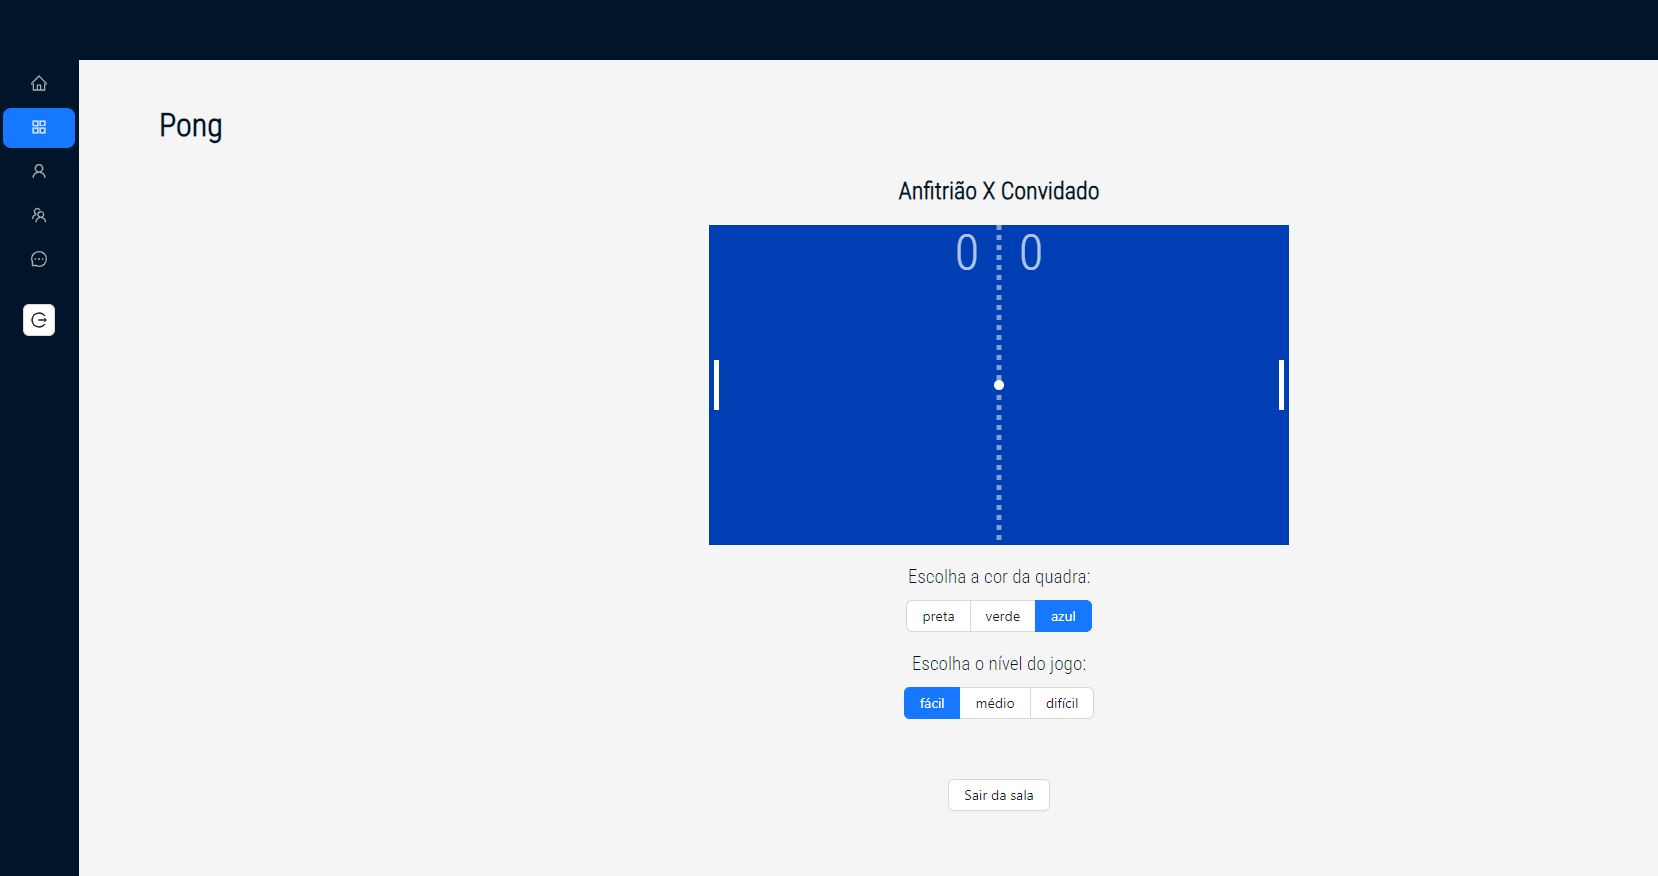 Pong
Anfitrião X Convidado
0 0
Escolha a cor da quadra:
preta verde azul
Escolha o nível do jogo:
fácil médio difícil
Sair da sala